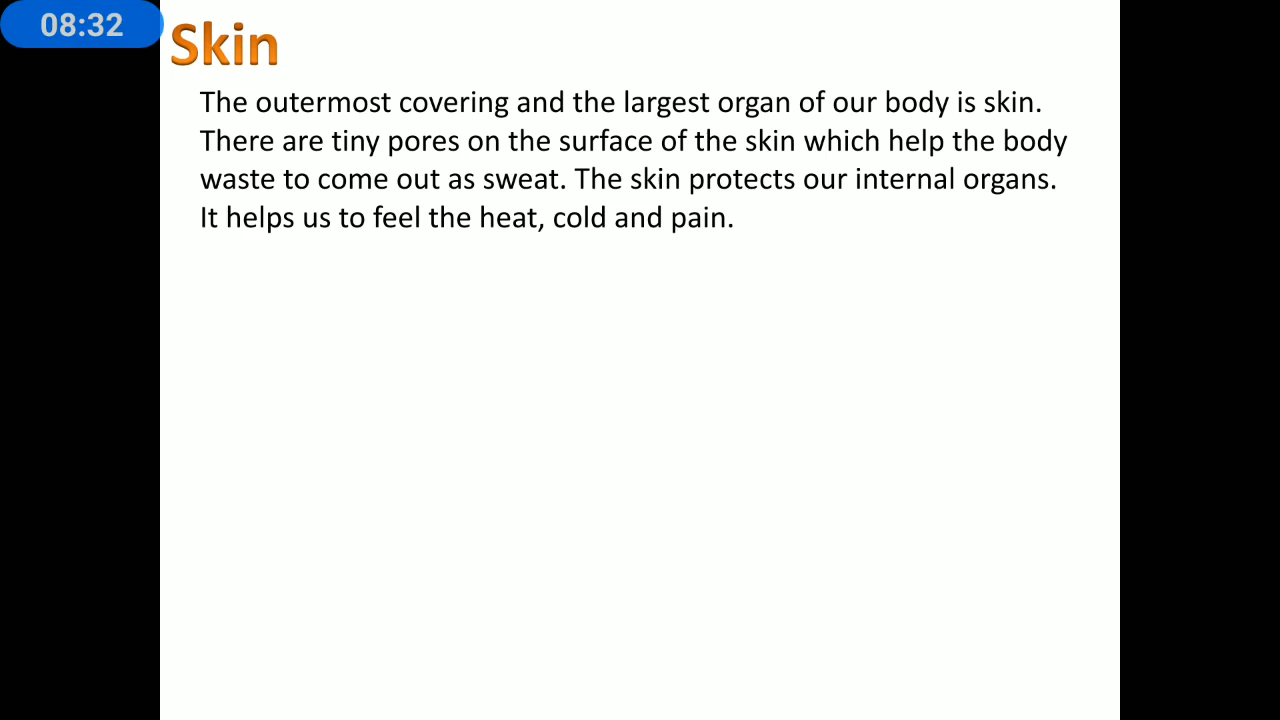 08:32
Skin
The outermost covering and the largest organ of our body is skin.
There are tiny pores on the surface of the skin which help the body
waste to come out as sweat. The skin protects our internal organs.
It helps us to feel the heat, cold and pain.